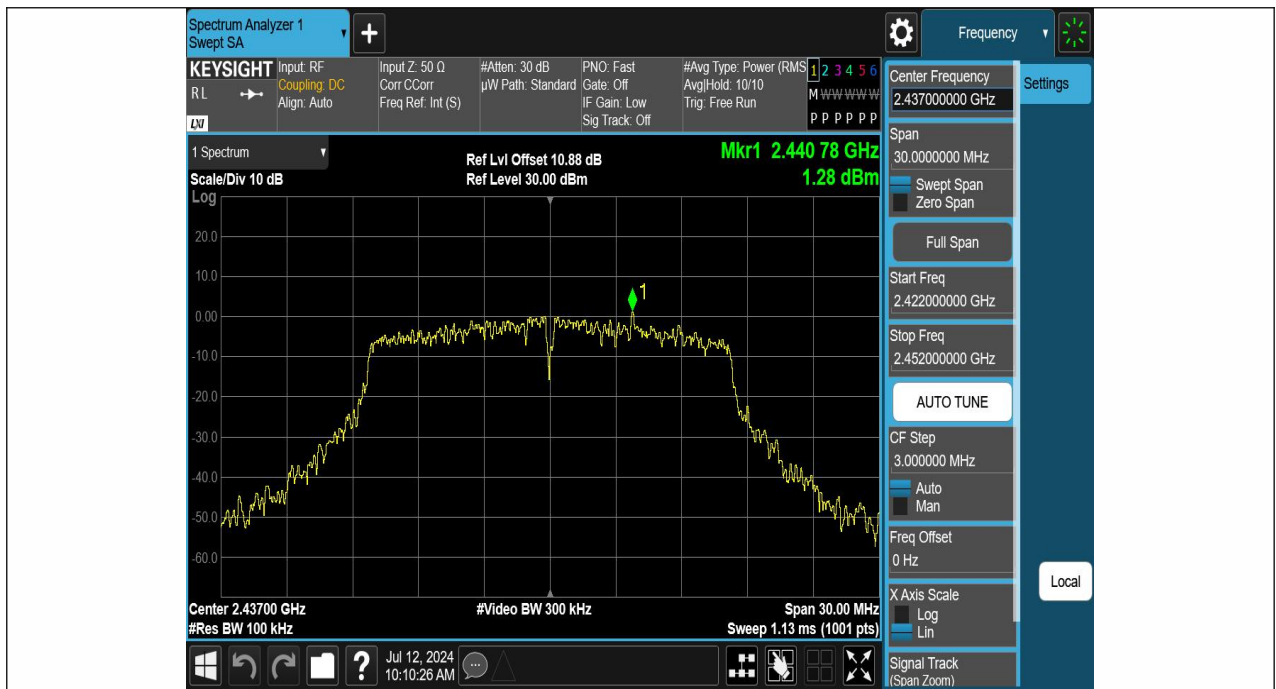 Spectrum Analyzer 1
Swept SA
+
Frequency
KEYSIGHT
RL
LXI
Input: RF
Coupling: DC
Align: Auto
Input Z: 50 Ω
Corr CCorr
Freq Ref: Int (S)
#Atten: 30 dB
µW Path: Standard
PNO: Fast
Gate: Off
IF Gain: Low
Sig Track: Off
#Avg Type: Power (RMS
Avg|Hold: 10/10
Trig: Free Run
1 2 3 4 5 6
M W W W W W
P P P P P P
1 Spectrum
Scale/Div 10 dB
Log
Ref Lvl Offset 10.88 dB
Ref Level 30.00 dBm
Mkr1 2.440 78 GHz
1.28 dBm
20.0
10.0
0.00
-10.0
-20.0
-30.0
-40.0
-50.0
-60.0
1
Center 2.43700 GHz
#Res BW 100 kHz
#Video BW 300 kHz
Span 30.00 MHz
Sweep 1.13 ms (1001 pts)
Center Frequency
2.437000000 GHz
Settings
Span
30.0000000 MHz
Swept Span
Zero Span
Full Span
Start Freq
2.422000000 GHz
Stop Freq
2.452000000 GHz
AUTO TUNE
CF Step
3.000000 MHz
Auto
Man
Freq Offset
0 Hz
Local
X Axis Scale
Log
Lin
Signal Track
(Span Zoom)
?
Jul 12, 2024
10:10:26 AM